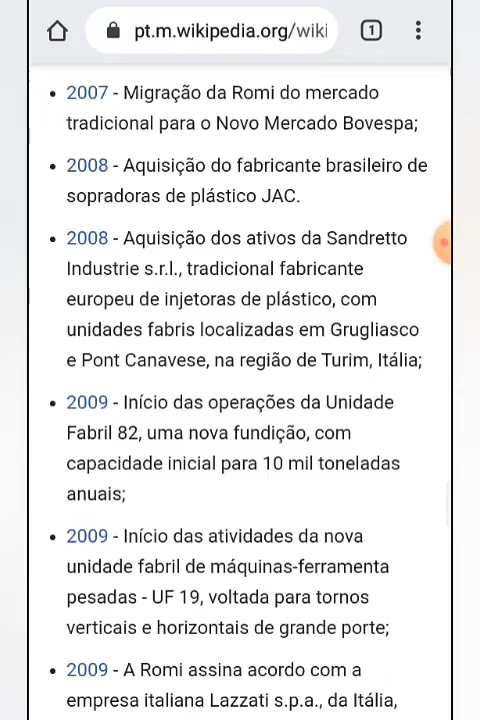 pt.m.wikipedia.org/wiki
1
2007 - Migração da Romi do mercado
tradicional para o Novo Mercado Bovespa;
2008 - Aquisição do fabricante brasileiro de
sopradoras de plástico JAC.
2008 - Aquisição dos ativos da Sandretto
Industrie s.r.l., tradicional fabricante
europeu de injetoras de plástico, com
unidades fabris localizadas em Grugliasco
e Pont Canavese, na região de Turim, Itália;
2009 - Início das operações da Unidade
Fabril 82, uma nova fundição, com
capacidade inicial para 10 mil toneladas
anuais;
2009 - Início das atividades da nova
unidade fabril de máquinas-ferramenta
pesadas - UF 19, voltada para tornos
verticais e horizontais de grande porte;
2009 - A Romi assina acordo com a
empresa italiana Lazzati s.p.a., da Itália,